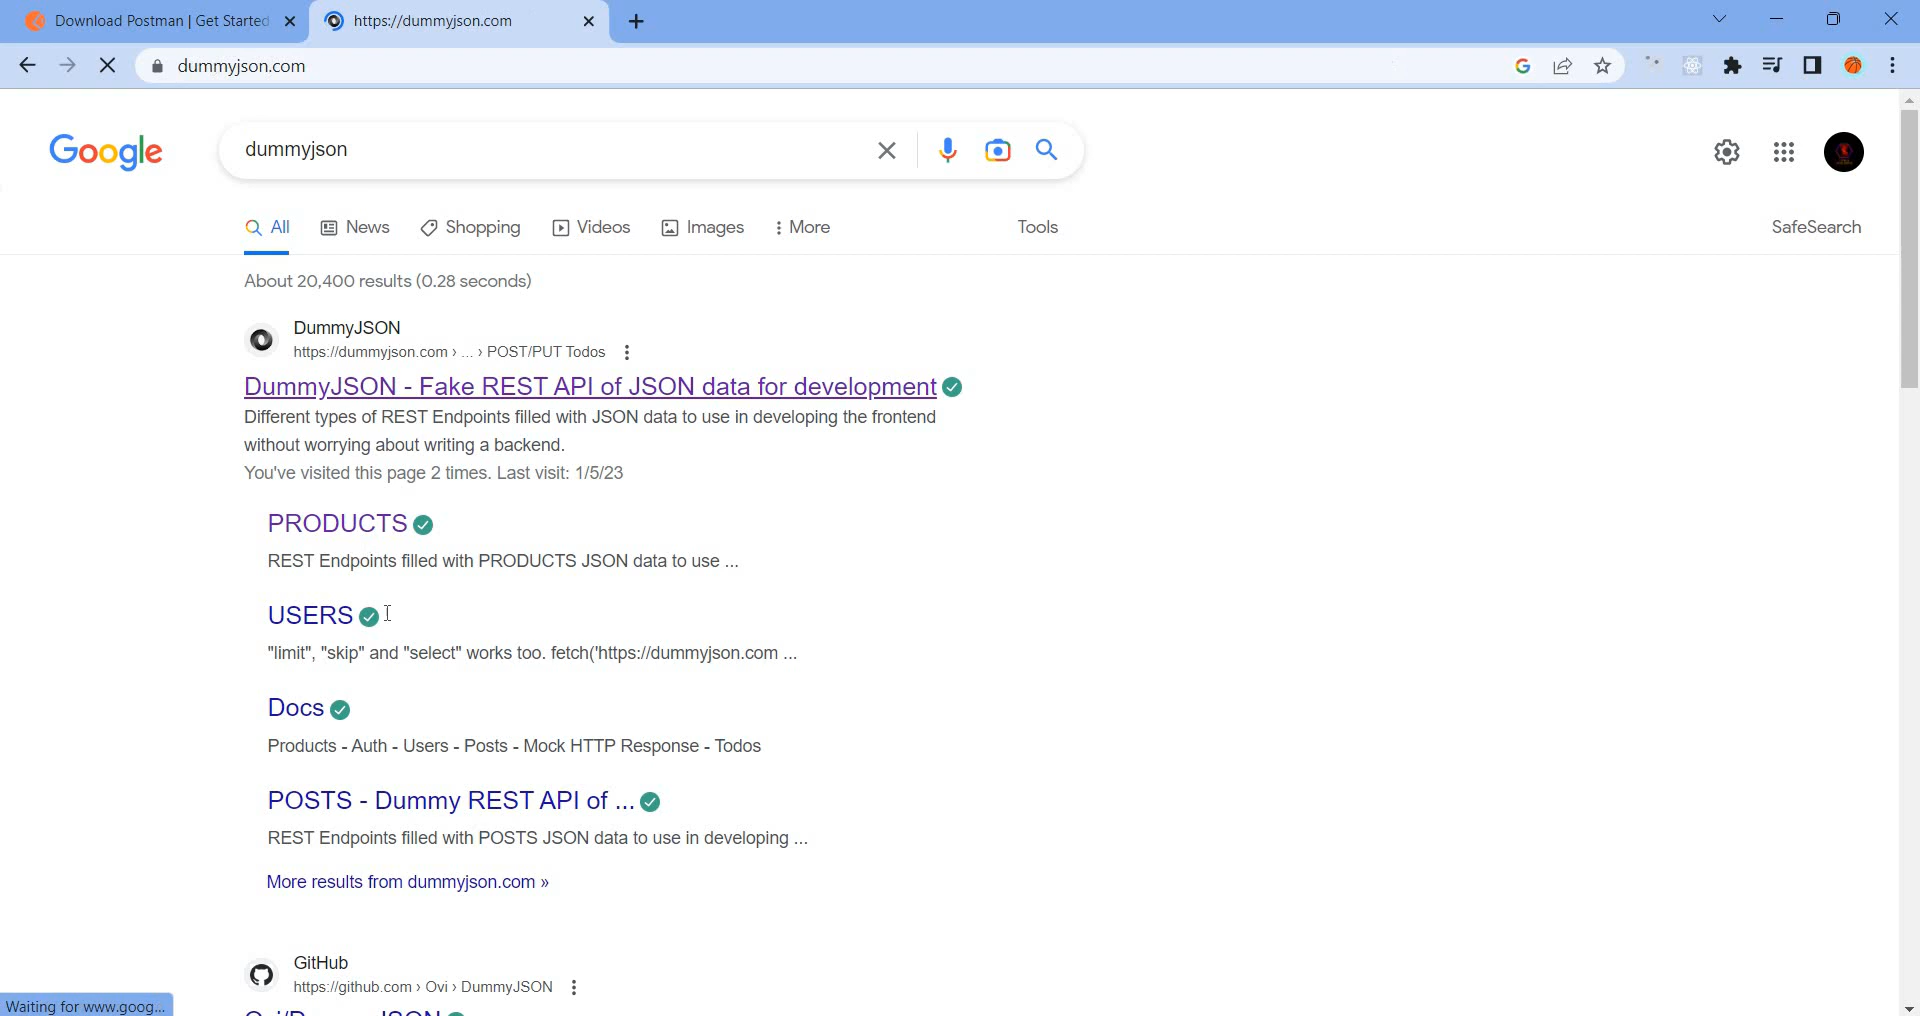 Download Postman | Get Started
https://dummyjson.com
dummyjson.com
Google
dummyjson
All
News
Shopping
Videos
Images
More
Tools
SafeSearch
About 20,400 results (0.28 seconds)
DummyJSON
https://dummyjson.com › ... › POST/PUT Todos
DummyJSON - Fake REST API of JSON data for development
Different types of REST Endpoints filled with JSON data to use in developing the frontend
without worrying about writing a backend.
You've visited this page 2 times. Last visit: 1/5/23
PRODUCTS
REST Endpoints filled with PRODUCTS JSON data to use ...
USERS
"limit", "skip" and "select" works too. fetch('https://dummyjson.com ...
Docs
Products - Auth - Users - Posts - Mock HTTP Response - Todos
POSTS - Dummy REST API of ...
REST Endpoints filled with POSTS JSON data to use in developing ...
More results from dummyjson.com »
GitHub
https://github.com › Ovi › DummyJSON
Waiting for www.goog...